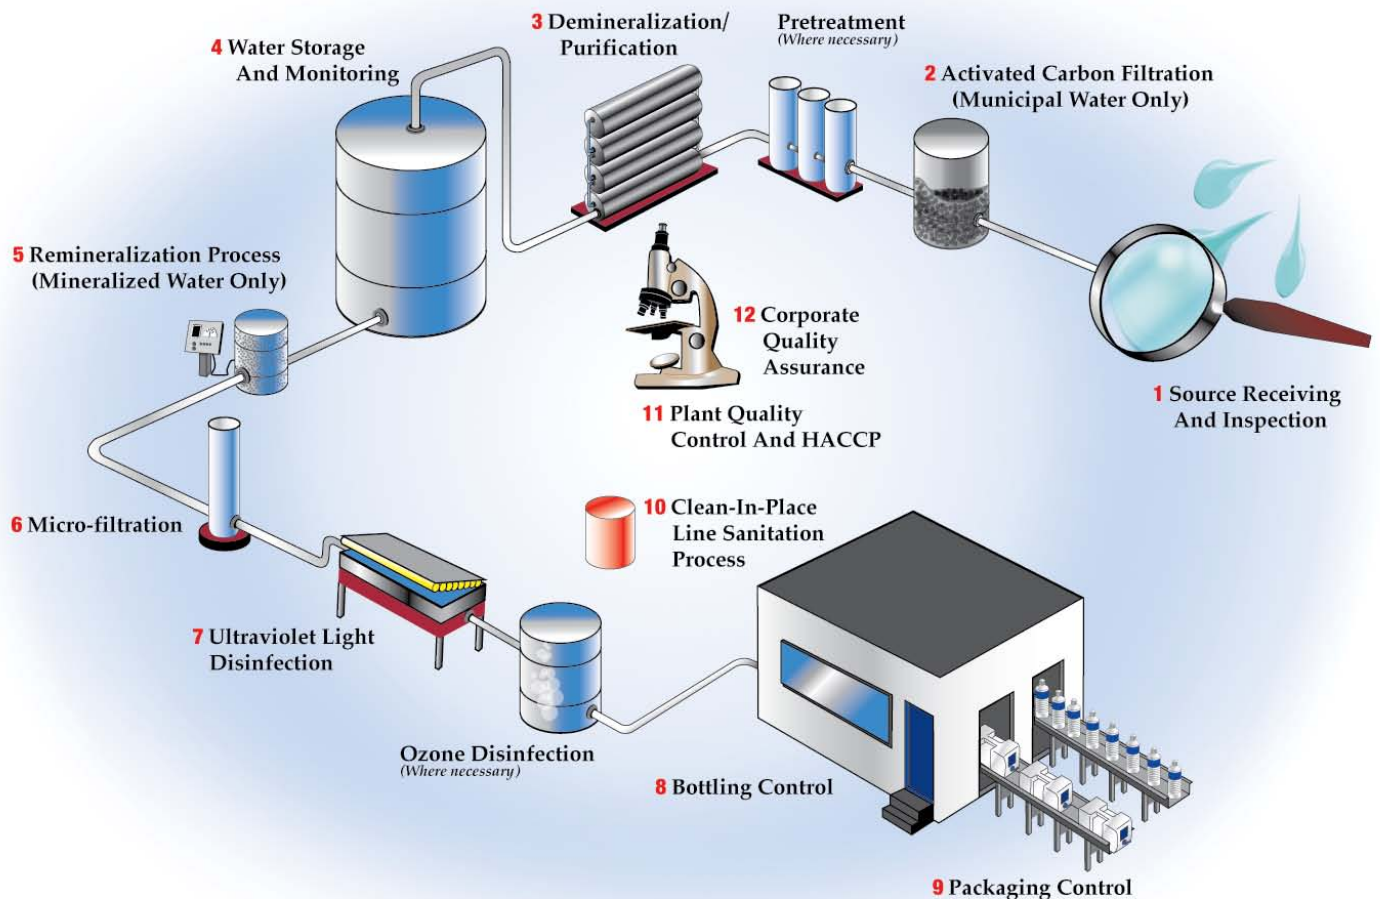 1 Source Receiving
And Inspection
2 Activated Carbon Filtration
(Municipal Water Only)
Pretreatment
(Where necessary)
3 Demineralization/
Purification
4 Water Storage
And Monitoring
5 Remineralization Process
(Mineralized Water Only)
6 Micro-filtration
7 Ultraviolet Light
Disinfection
Ozone Disinfection
(Where necessary)
8 Bottling Control
9 Packaging Control
10 Clean-In-Place
Line Sanitation
Process
11 Plant Quality
Control And HACCP
12 Corporate
Quality
Assurance